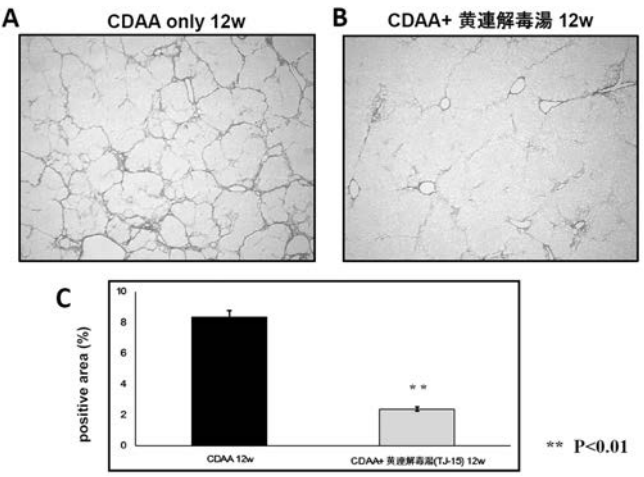 A
CDAA only 12w
B
CDAA+ 黄連解毒湯 12w
C
positive area (%)
10
8
6
4
2
0
**
CDAA 12w
CDAA+ 黄連解毒湯(TJ-15) 12w
** P<0.01